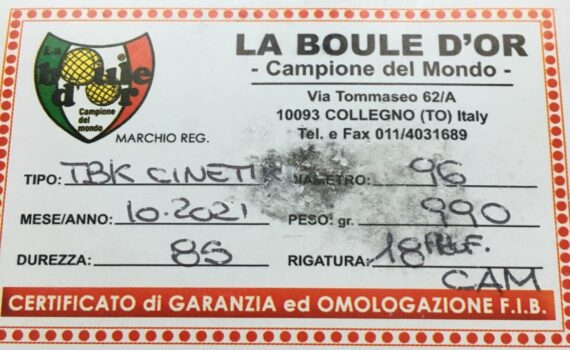 La
boule
d'or
Campione
del
mondo
MARCHIO REG.
LA BOULE D'OR
- Campione del Mondo -
Via Tommaseo 62/A
10093 COLLEGNO (TO) Italy
Tel. e Fax 011/4031689
TIPO: TBK CINETIK DIAMETRO: 96
MESE/ANNO: 10.2021 PESO: gr. 990
DUREZZA: 85 RIGATURA: 18
CAM
CERTIFICATO di GARANZIA ed OMOLOGAZIONE F.I.B.